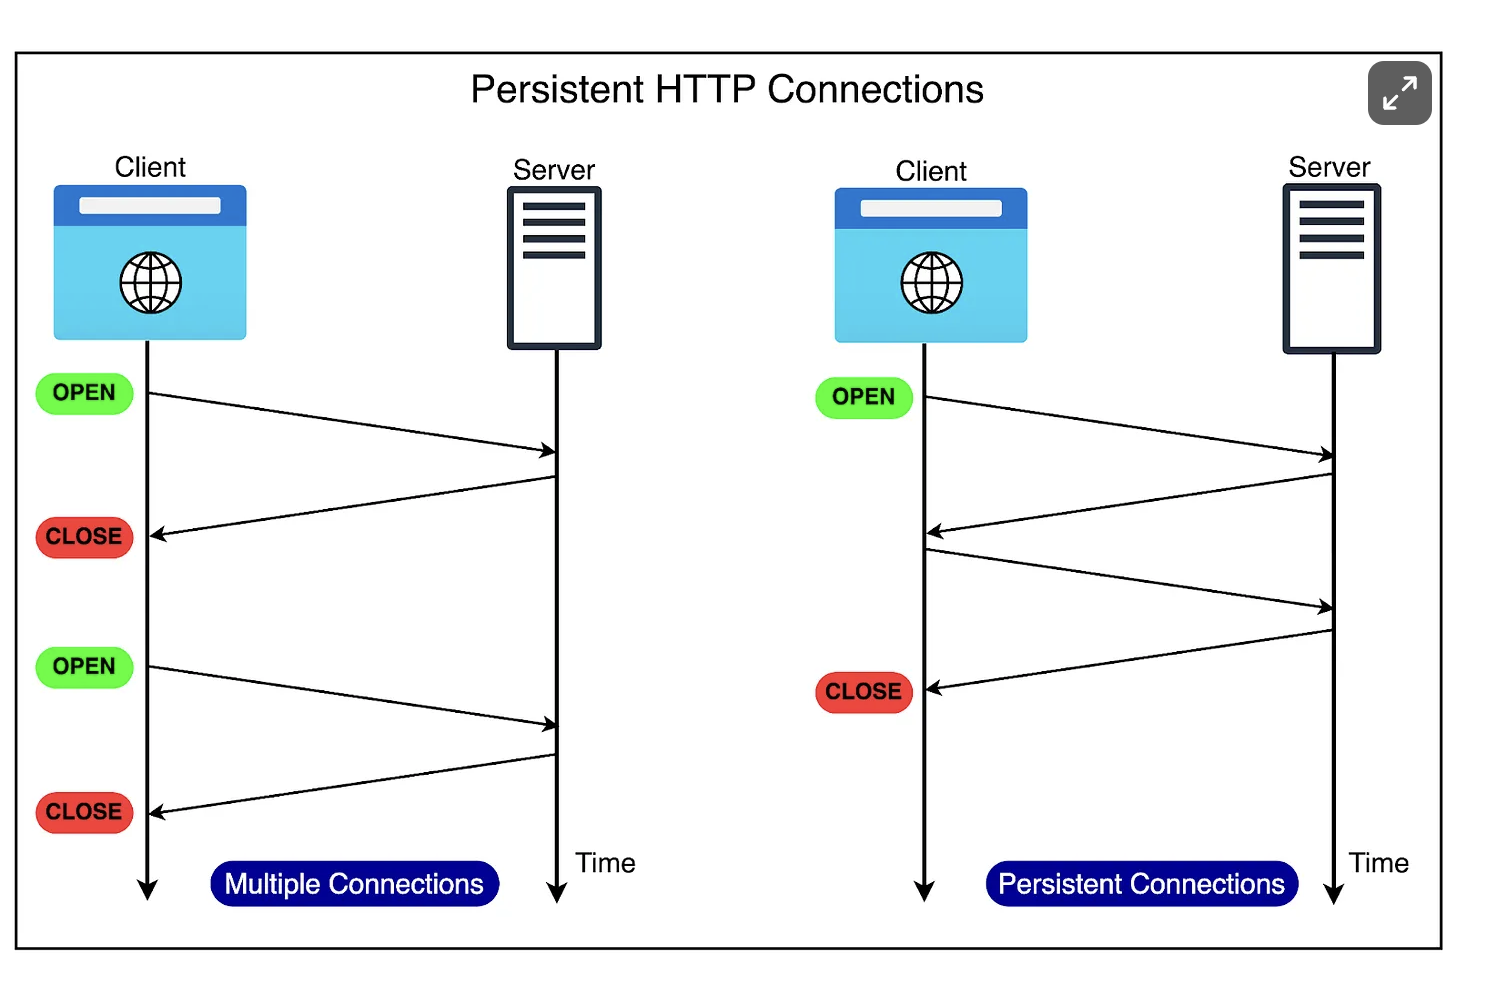 Persistent HTTP Connections
Client
Server
OPEN
CLOSE
OPEN
CLOSE
Time
Multiple Connections
Client
Server
OPEN
CLOSE
Time
Persistent Connections